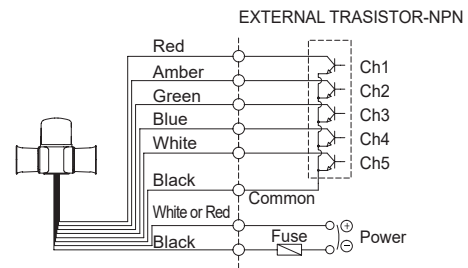 EXTERNAL TRASISTOR-NPN
Red
Ch1
Amber
Ch2
Green
Ch3
Blue
Ch4
White
Ch5
Black
Common
White or Red
Fuse
Power
Black